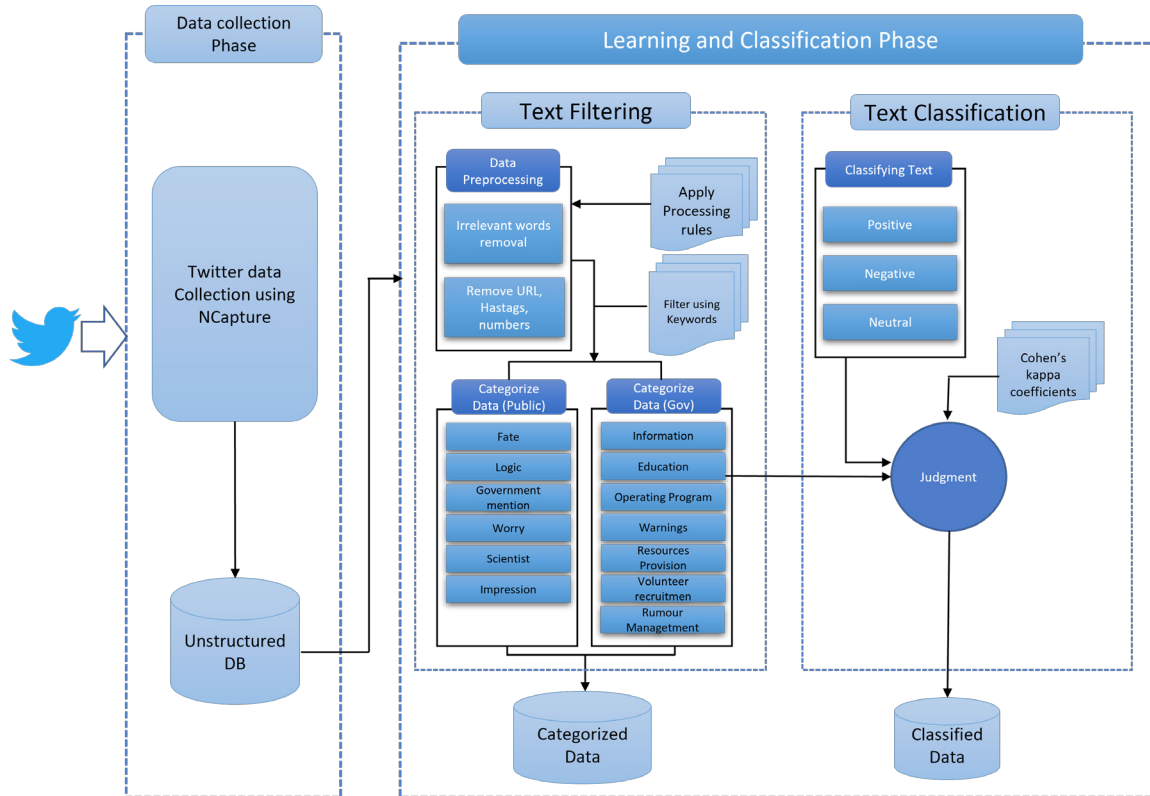 Data collection
Phase
Twitter data
Collection using
NCapture
Unstructured
DB
Learning and Classification Phase
Text Filtering
Data
Preprocessing
Irrelevant words
removal
Remove URL,
Hastags,
numbers
Apply
Processing
rules
Filter using
Keywords
Categorize
Data (Public)
Fate
Logic
Government
mention
Worry
Scientist
Impression
Categorize
Data (Gov)
Information
Education
Operating Program
Warnings
Resources
Provision
Volunteer
recruitmen
Rumour
Managetment
Categorized
Data
Text Classification
Classifying Text
Positive
Negative
Neutral
Cohen's
kappa
coefficients
Judgment
Classified
Data